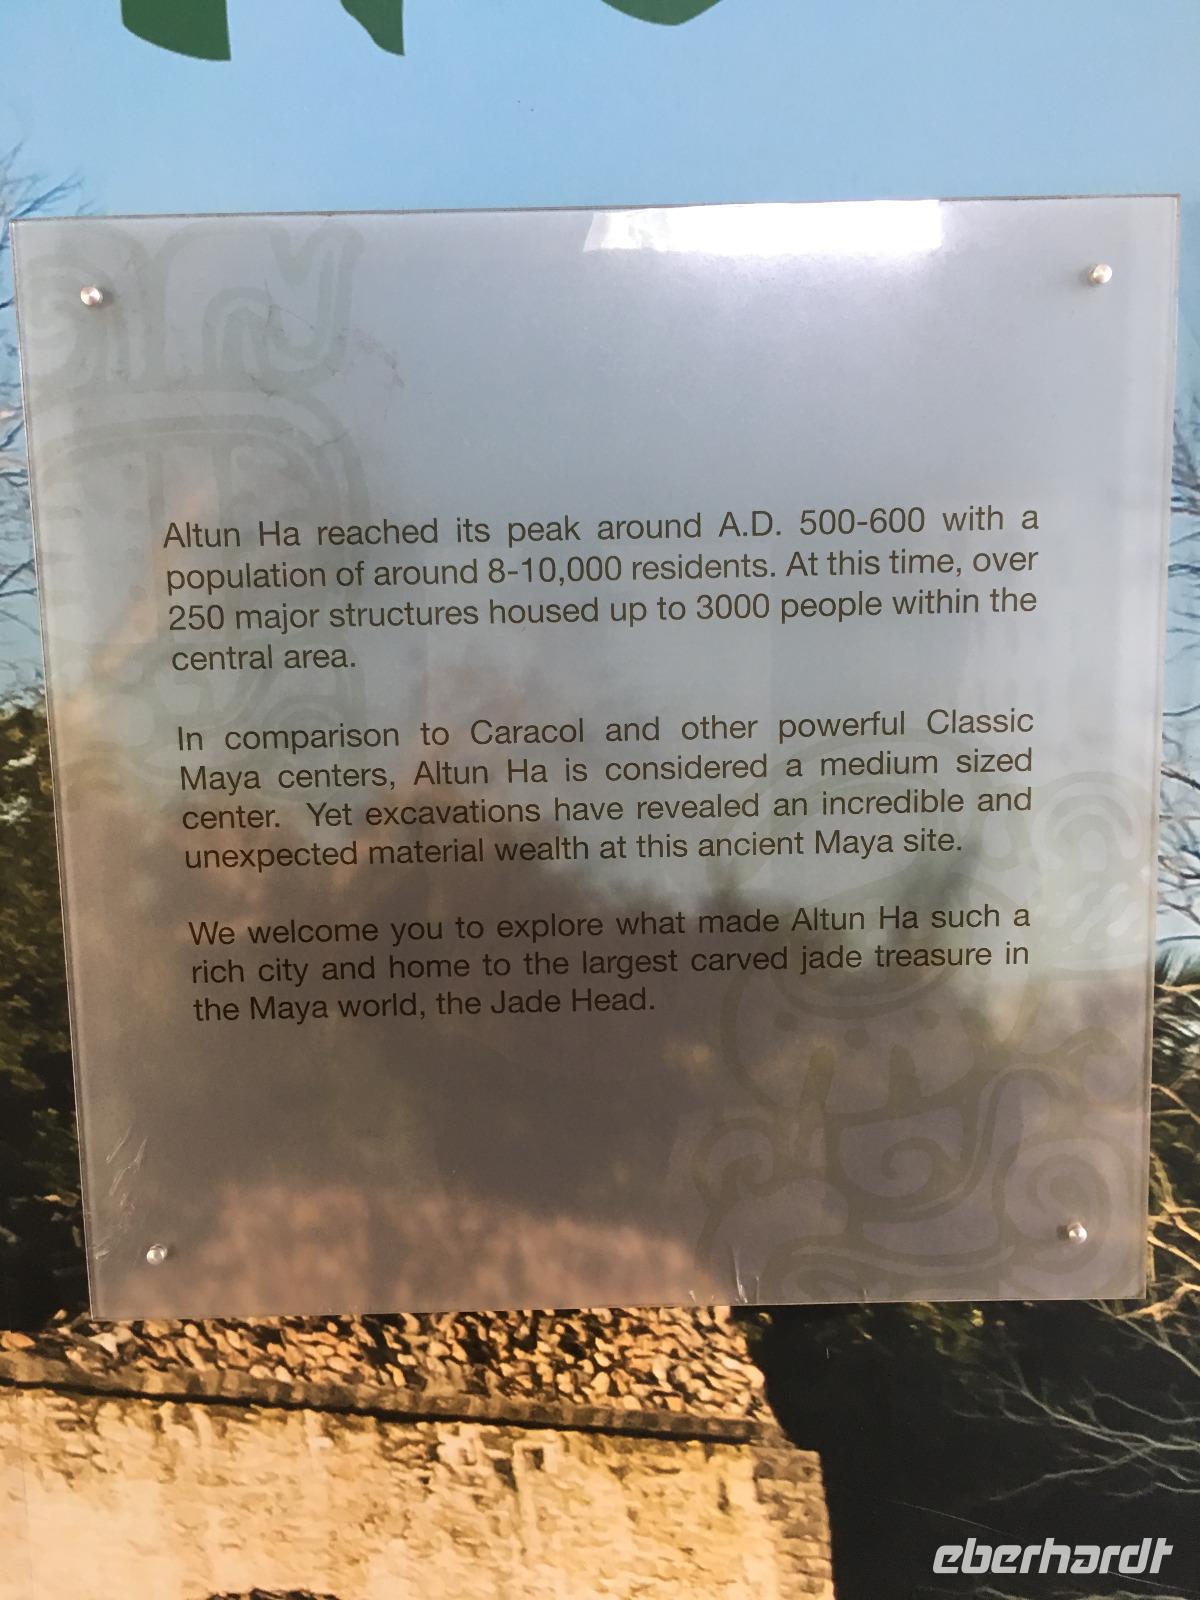 Altun Ha reached its peak around A.D. 500-600 with a
population of around 8-10,000 residents. At this time, over
250 major structures housed up to 3000 people within the
central area.
In comparison to Caracol and other powerful Classic
Maya centers, Altun Ha is considered a medium sized
center. Yet excavations have revealed an incredible and
unexpected material wealth at this ancient Maya site.
We welcome you to explore what made Altun Ha such a
rich city and home to the largest carved jade treasure in
the Maya world, the Jade Head.
eberhardt